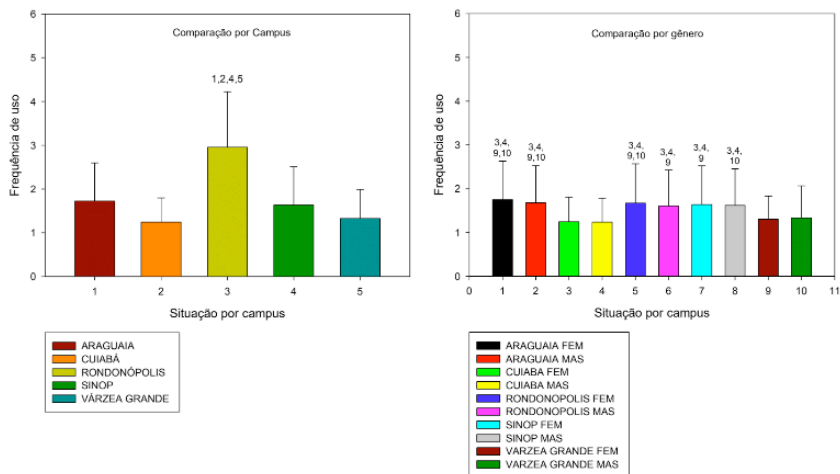 Comparação por Campus
1,2,4,5
Frequência de uso
6
5
4
3
2
1
0
1 2 3 4 5
Situação por campus
ARAGUAIA
CUIABÁ
RONDONÓPOLIS
SINOP
VÁRZEA GRANDE
Comparação por gênero
3,4,
9,10
3,4,
9,10
3,4,
9,10
3,4,
9
3,4,
9
3,4,
10
Frequência de uso
6
5
4
3
2
1
0
0 1 2 3 4 5 6 7 8 9 10 11
Situação por campus
ARAGUAIA FEM
ARAGUAIA MAS
CUIABA FEM
CUIABA MAS
RONDONOPOLIS FEM
RONDONOPOLIS MAS
SINOP FEM
SINOP MAS
VARZEA GRANDE FEM
VARZEA GRANDE MAS